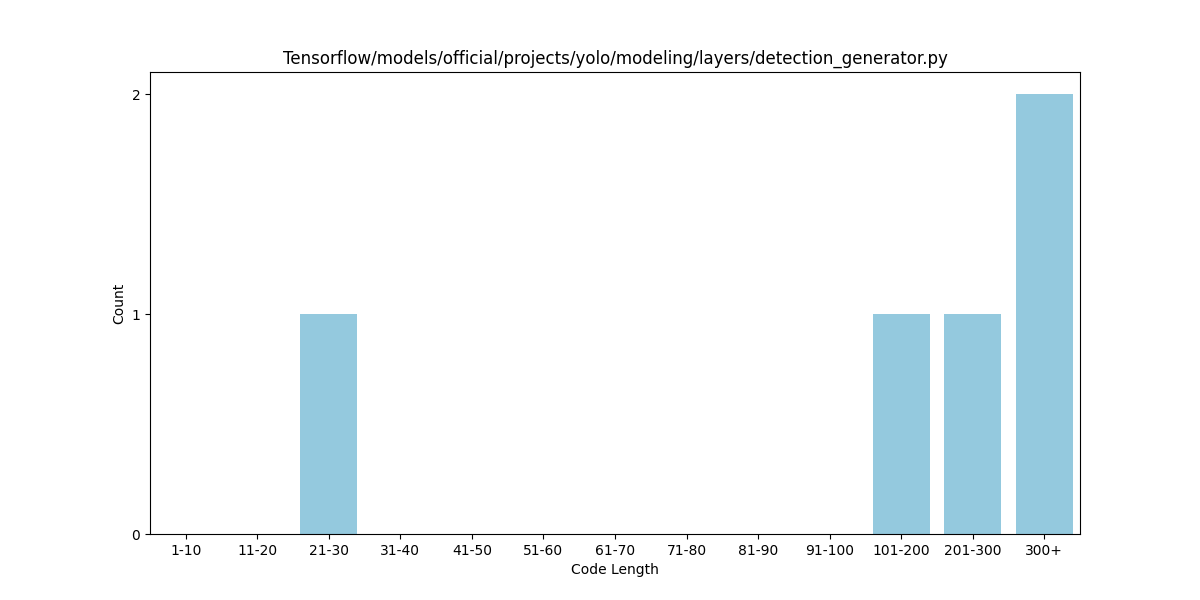 Tensorflow/models/official/projects/yolo/modeling/layers/detection_generator.py
2
1
0
Count
1-10 11-20 21-30 31-40 41-50 51-60 61-70 71-80 81-90 91-100 101-200 201-300 300+
Code Length